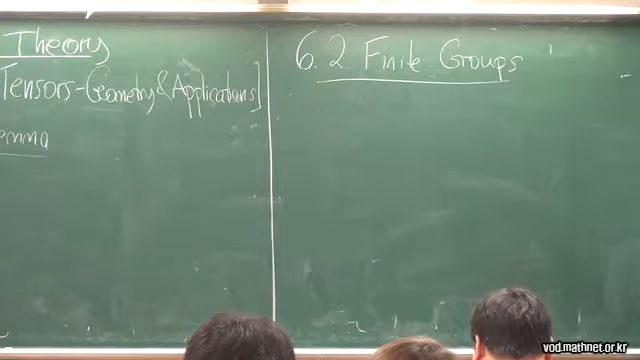 Theory
Tensors-Geometry & Applications]
emma
6.2 Finite Groups
vod.mathnet.or.kr